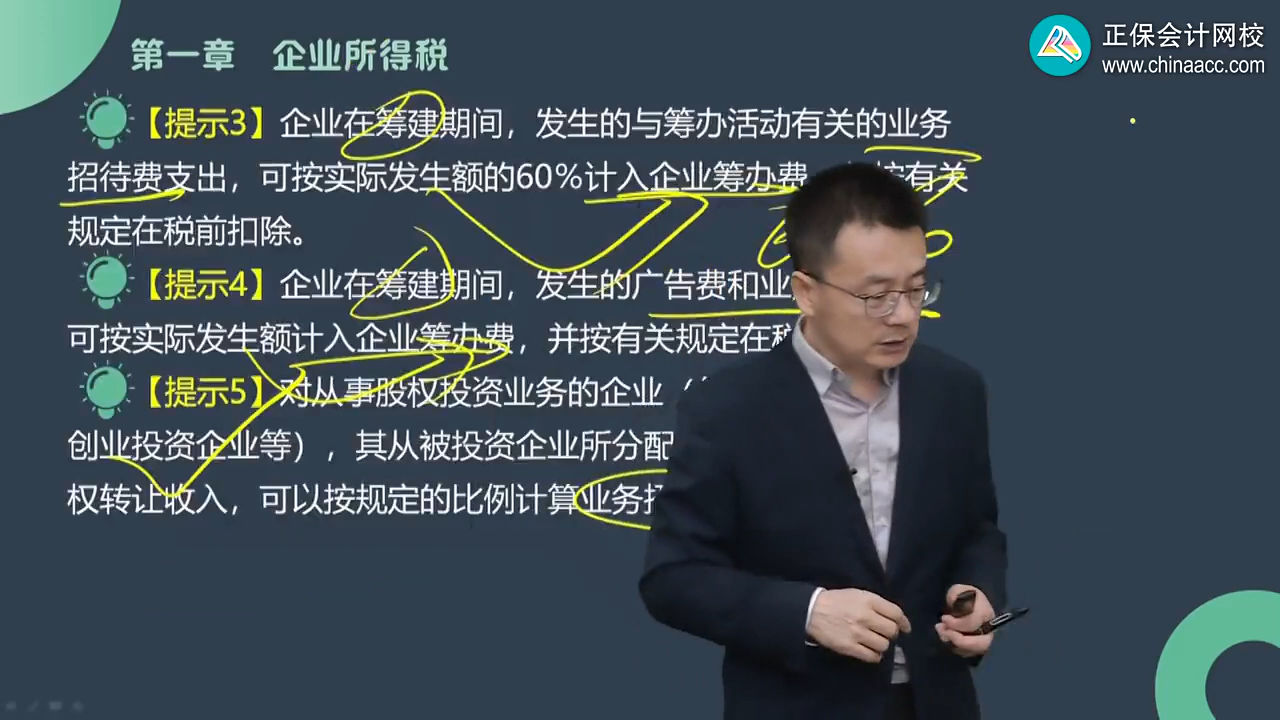 第一章 企业所得税
正保会计网校
www.chinaacc.com
【提示3】企业在筹建期间，发生的与筹办活动有关的业务
招待费支出，可按实际发生额的60%计入企业筹办费 按有关
规定在税前扣除。
【提示4】企业在筹建期间，发生的广告费和业
可按实际发生额计入企业筹办费，并按有关规定在税
【提示5】对从事股权投资业务的企业（
创业投资企业等），其从被投资企业所分配
权转让收入，可以按规定的比例计算业务招